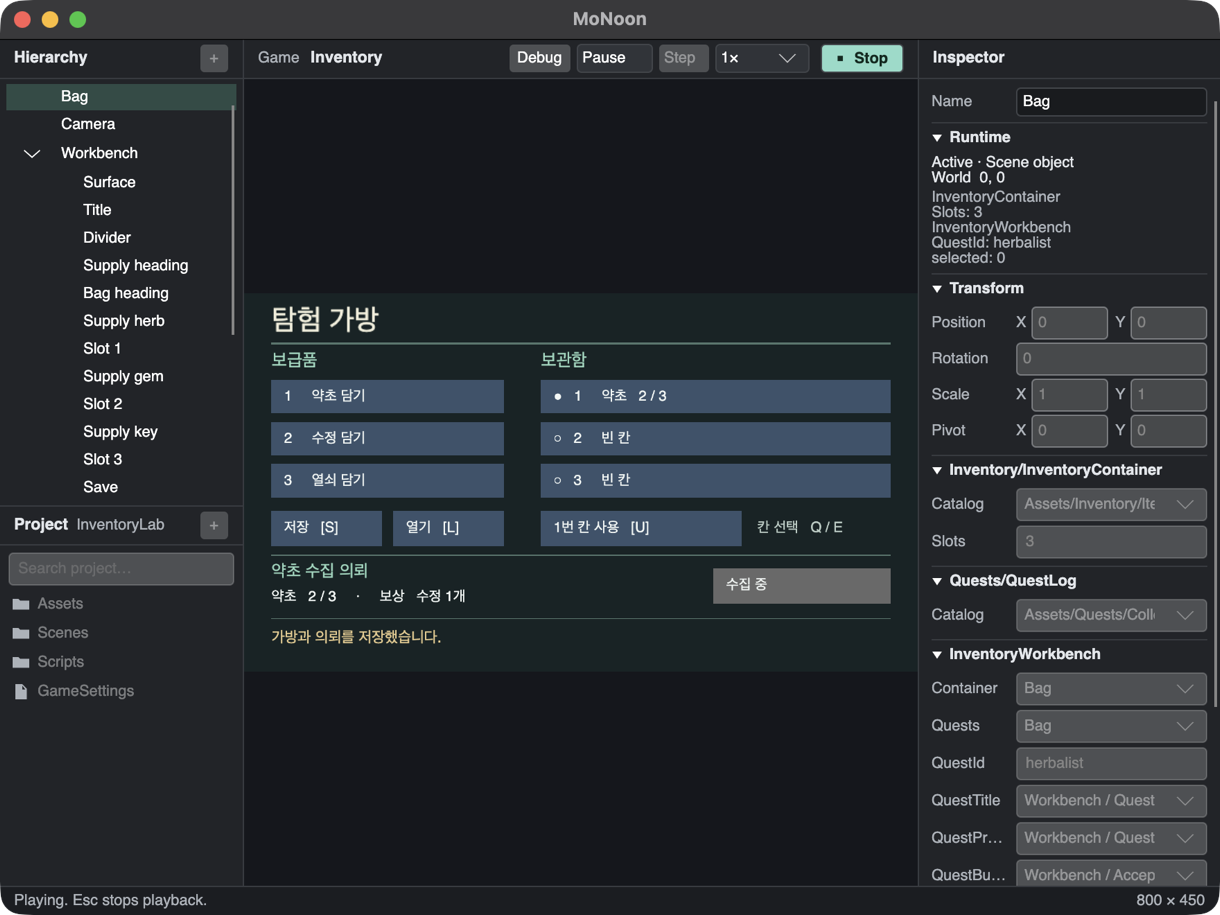 MoNoon
Hierarchy +
Bag
Camera
Workbench
Surface
Title
Divider
Supply heading
Bag heading
Supply herb
Slot 1
Supply gem
Slot 2
Supply key
Slot 3
Save
Project InventoryLab +
Search project...
Assets
Scenes
Scripts
GameSettings
Game Inventory Debug Pause Step 1× Stop
탐험 가방
보급품 보관함
1 약초 담기 ● 1 약초 2 / 3
2 수정 담기 ○ 2 빈 칸
3 열쇠 담기 ○ 3 빈 칸
저장 [S] 열기 [L] 1번 칸 사용 [U] 칸 선택 Q / E
약초 수집 의뢰
약초 2 / 3 · 보상 수정 1개
수집 중
가방과 의뢰를 저장했습니다.
Inspector
Name Bag
Runtime
Active · Scene object
World 0, 0
InventoryContainer
Slots: 3
InventoryWorkbench
QuestId: herbalist
selected: 0
Transform
Position X 0 Y 0
Rotation 0
Scale X 1 Y 1
Pivot X 0 Y 0
Inventory/InventoryContainer
Catalog Assets/Inventory/Ite
Slots 3
Quests/QuestLog
Catalog Assets/Quests/Coll
InventoryWorkbench
Container Bag
Quests Bag
QuestId herbalist
QuestTitle Workbench / Quest
QuestPr... Workbench / Quest
QuestBu... Workbench / Accep
Playing. Esc stops playback. 800 × 450